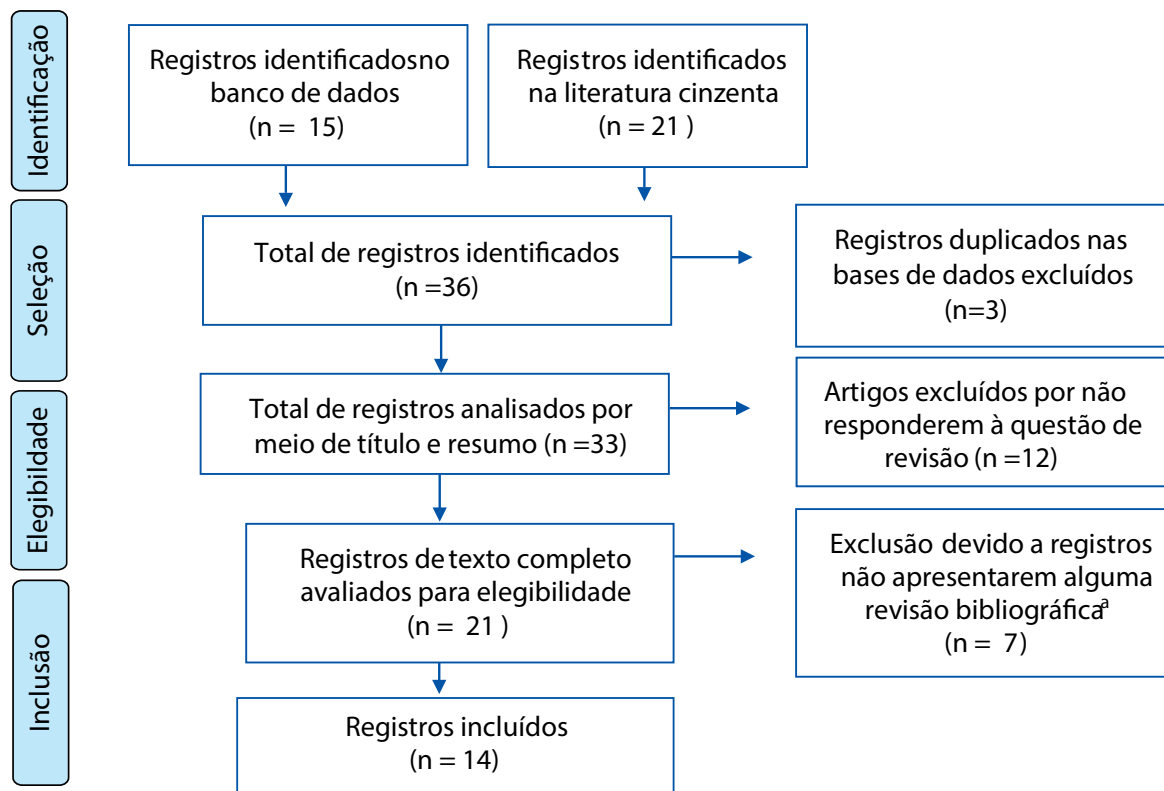 Identificação
Registros identificados no
banco de dados
(n = 15)
Registros identificados
na literatura cinzenta
(n = 21 )
Seleção
Total de registros identificados
(n =36)
Registros duplicados nas
bases de dados excluídos
(n=3)
Elegibildade
Total de registros analisados por
meio de título e resumo (n =33)
Artigos excluídos por não
responderem à questão de
revisão (n =12)
Registros de texto completo
avaliados para elegibilidade
(n = 21 )
Exclusão devido a registros
não apresentarem alguma
revisão bibliográficaª
(n = 7)
Inclusão
Registros incluídos
(n = 14)